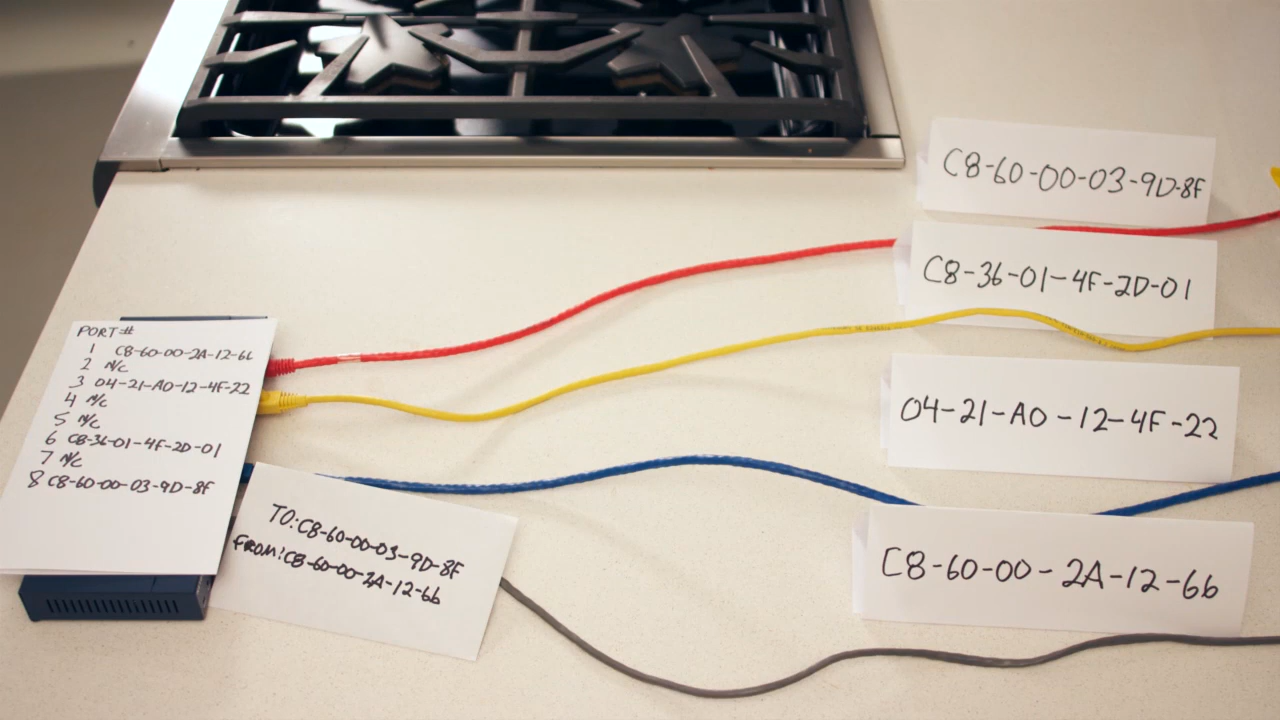 C8-60-00-03-9D-8F
C8-36-01-4F-2D-01
PORT#
1 C8-60-00-2A-12-66
2 N/C
3 04-21-A0-12-4F-22
4 N/C
5 N/C
6 C8-36-01-4F-2D-01
7 N/C
8 C8-60-00-03-9D-8F
04-21-A0-12-4F-22
TO:C8-60-00-03-9D-8F
FROM:C8-60-00-2A-12-66
C8-60-00-2A-12-66